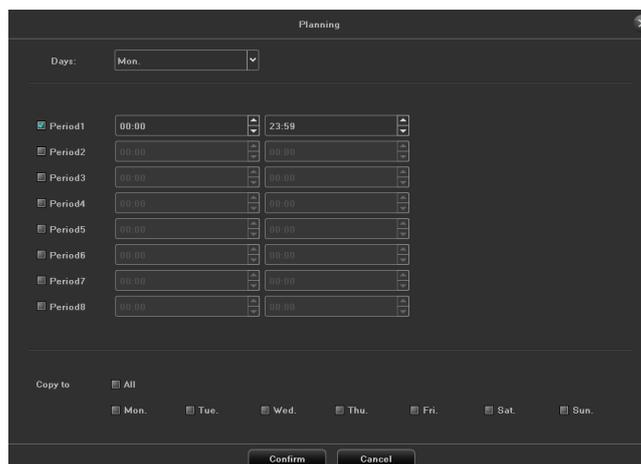 Planning
Days: Mon.
Period1 00:00 23:59
Period2 00:00 00:00
Period3 00:00 00:00
Period4 00:00 00:00
Period5 00:00 00:00
Period6 00:00 00:00
Period7 00:00 00:00
Period8 00:00 00:00
Copy to All
Mon. Tue. Wed. Thu. Fri. Sat. Sun.
Confirm Cancel